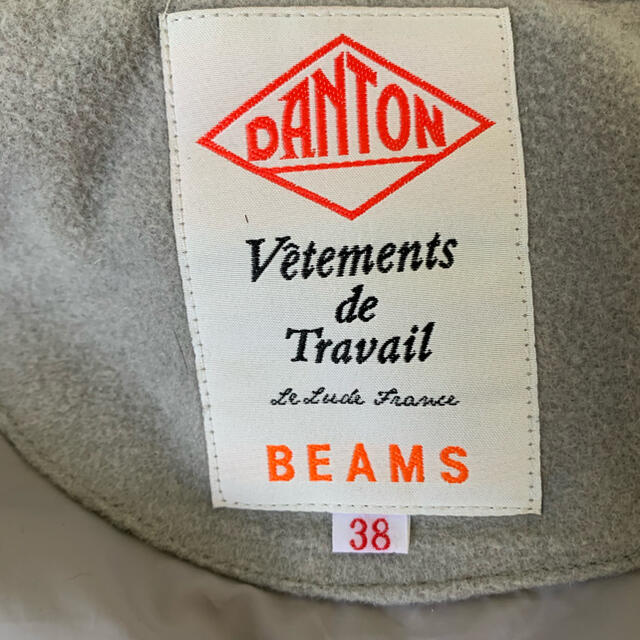 DANTON
Vêtements
de
Travail
Le Lude France
BEAMS
38